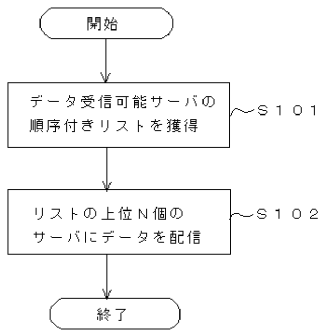 開始
データ受信可能サーバの
順序付きリストを獲得
S101
リストの上位N個の
サーバにデータを配信
S102
終了